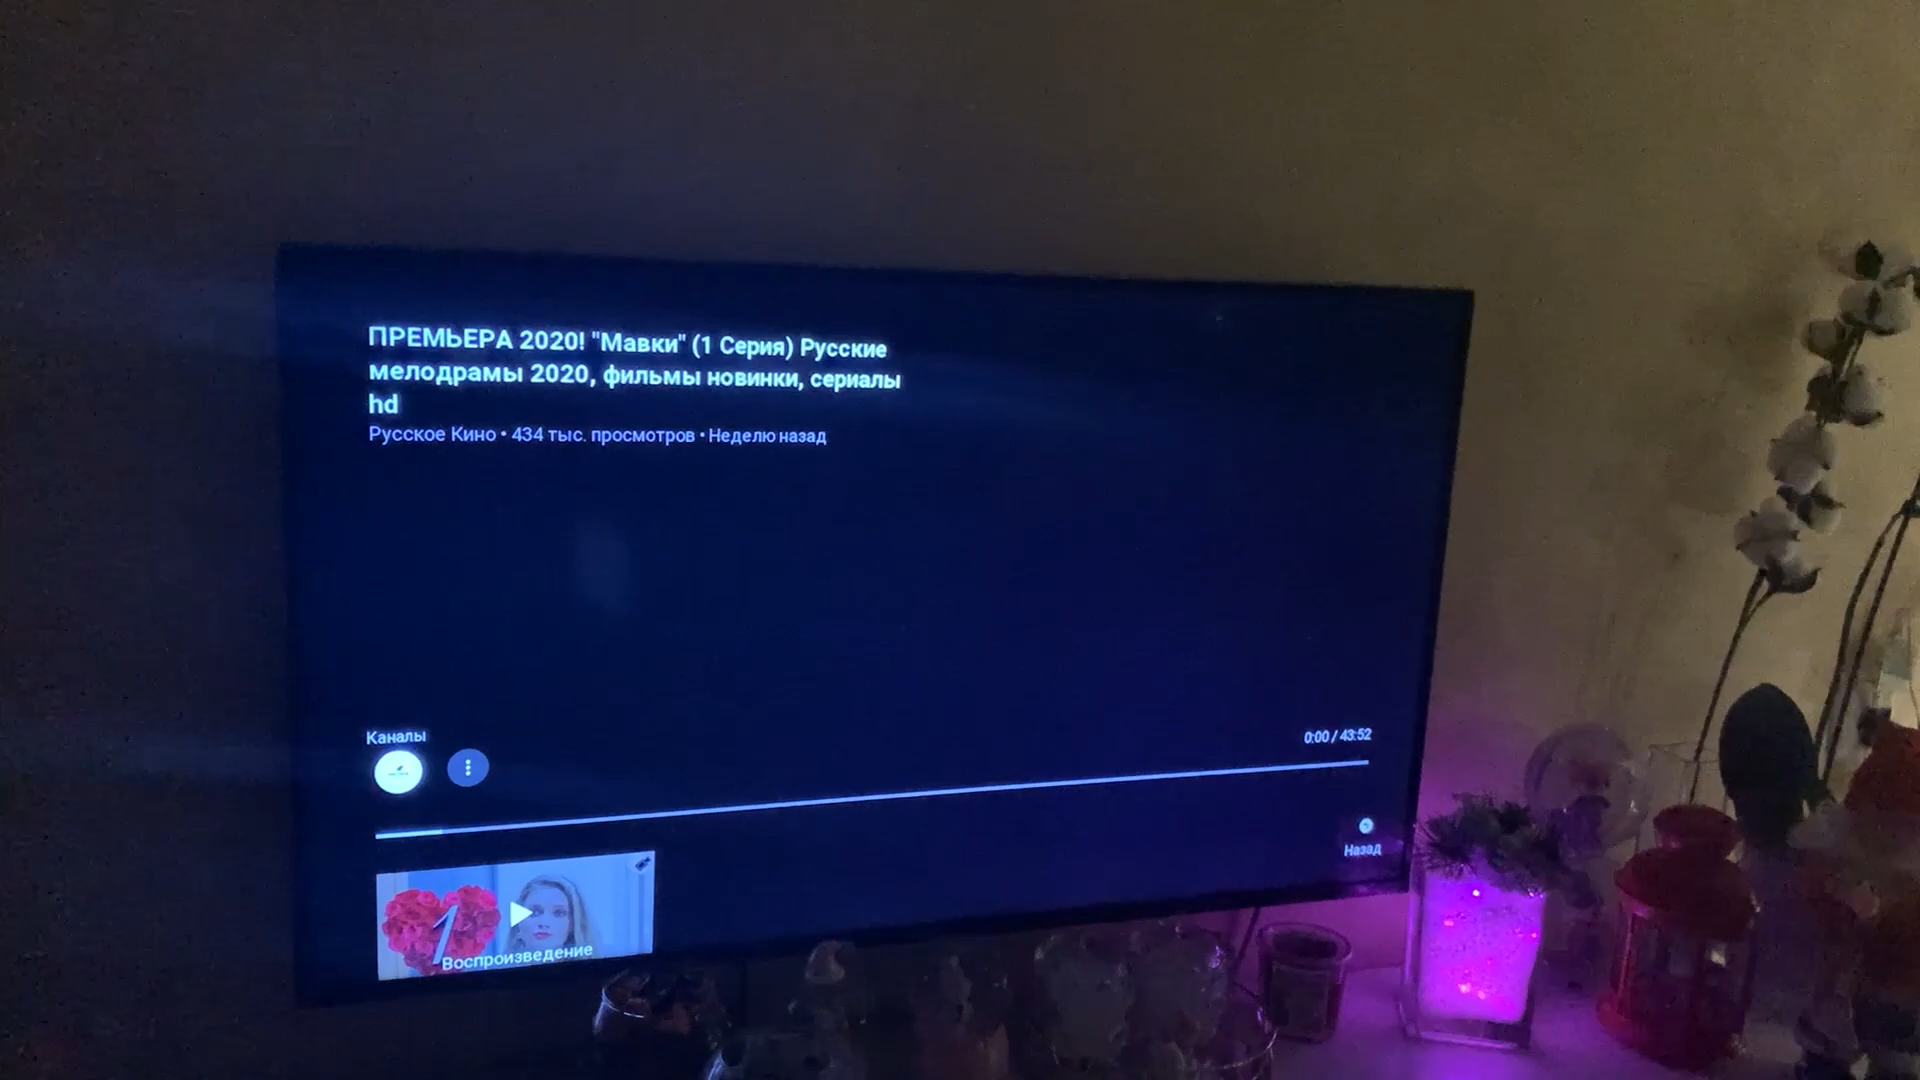 ПРЕМЬЕРА 2020! "Мавки" (1 Серия) Русские
мелодрамы 2020, фильмы новинки, сериалы
hd
Русское Кино • 434 тыс. просмотров • Неделю назад
Каналы
0:00 / 43:52
Назад
1
Воспроизведение